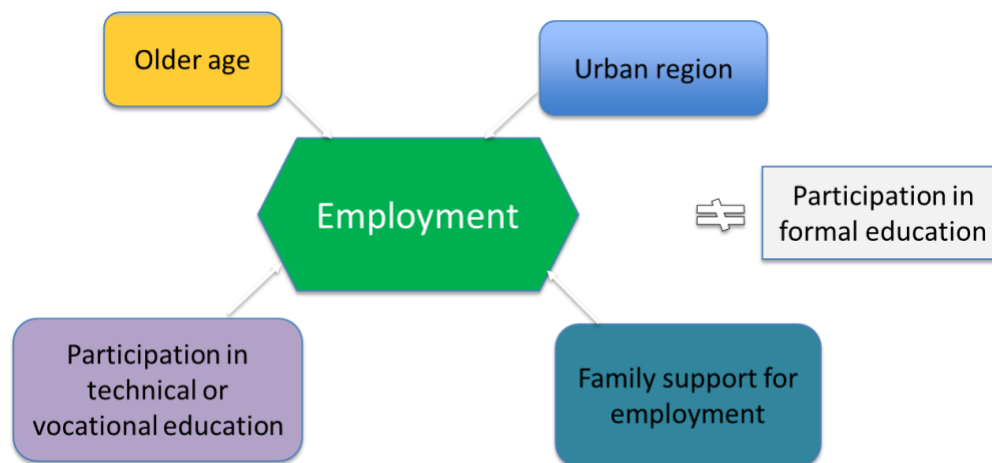 Older age
Urban region
Employment
Participation in
formal education
Participation in
technical or
vocational education
Family support for
employment